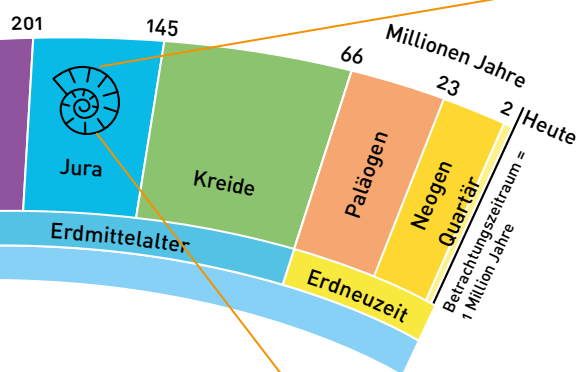 201
145
66
Millionen Jahre
23
2
Heute
Jura
Kreide
Paläogen
Neogen
Quartär
Betrachtungszeitraum =
1 Million Jahre
Erdmittelalter
Erdneuzeit